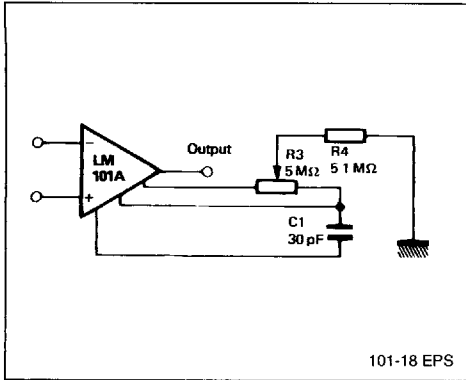 −
LM
101A
+
Output
R3
5 MΩ
R4
5 1 MΩ
C1
30 pF
101-18 EPS